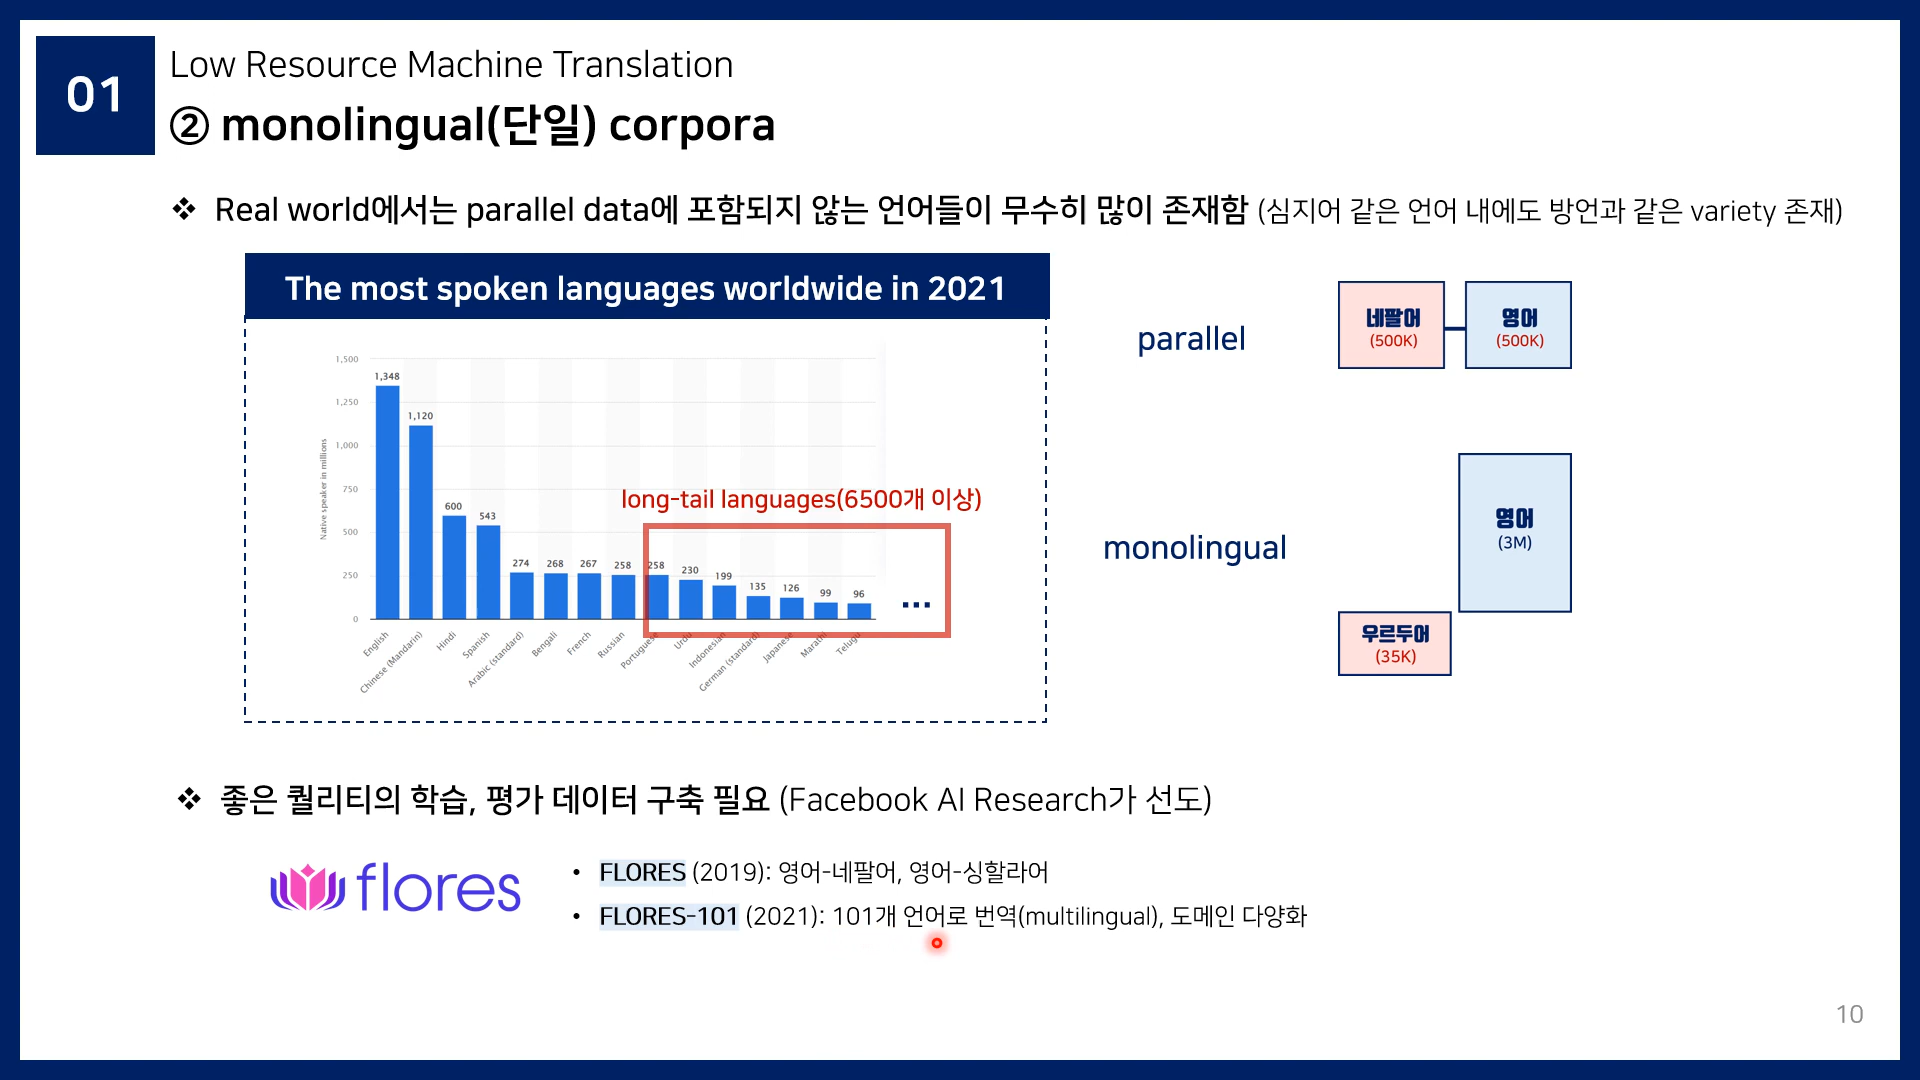 01
Low Resource Machine Translation
② monolingual(단일) corpora
❖ Real world에서는 parallel data에 포함되지 않는 언어들이 무수히 많이 존재함 (심지어 같은 언어 내에도 방언과 같은 variety 존재)
The most spoken languages worldwide in 2021
Native speaker in millions
1,500
1,250
1,000
750
500
250
0
1,348
1,120
600
543
274
268
267
258
258
230
199
135
126
99
96
...
long-tail languages(6500개 이상)
English
Chinese (Mandarin)
Hindi
Spanish
Arabic (standard)
Bengali
French
Russian
Portuguese
Urdu
Indonesian
German (standard)
Japanese
Marathi
Telugu
parallel
네팔어
(500K)
영어
(500K)
monolingual
영어
(3M)
우르두어
(35K)
❖ 좋은 퀄리티의 학습, 평가 데이터 구축 필요 (Facebook AI Research가 선도)
flores
• FLORES (2019): 영어-네팔어, 영어-싱할라어
• FLORES-101 (2021): 101개 언어로 번역(multilingual), 도메인 다양화
10